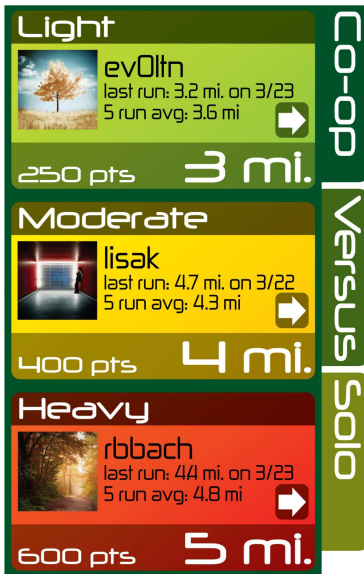 Light
ev0ltn
last run: 3.2 mi. on 3/23
5 run avg: 3.6 mi
250 pts
3 mi.
Moderate
lisak
last run: 4.7 mi. on 3/22
5 run avg: 4.3 mi
400 pts
4 mi.
Heavy
rbbach
last run: 4.4 mi. on 3/23
5 run avg: 4.8 mi
600 pts
5 mi.
Co-op
Versus
Solo